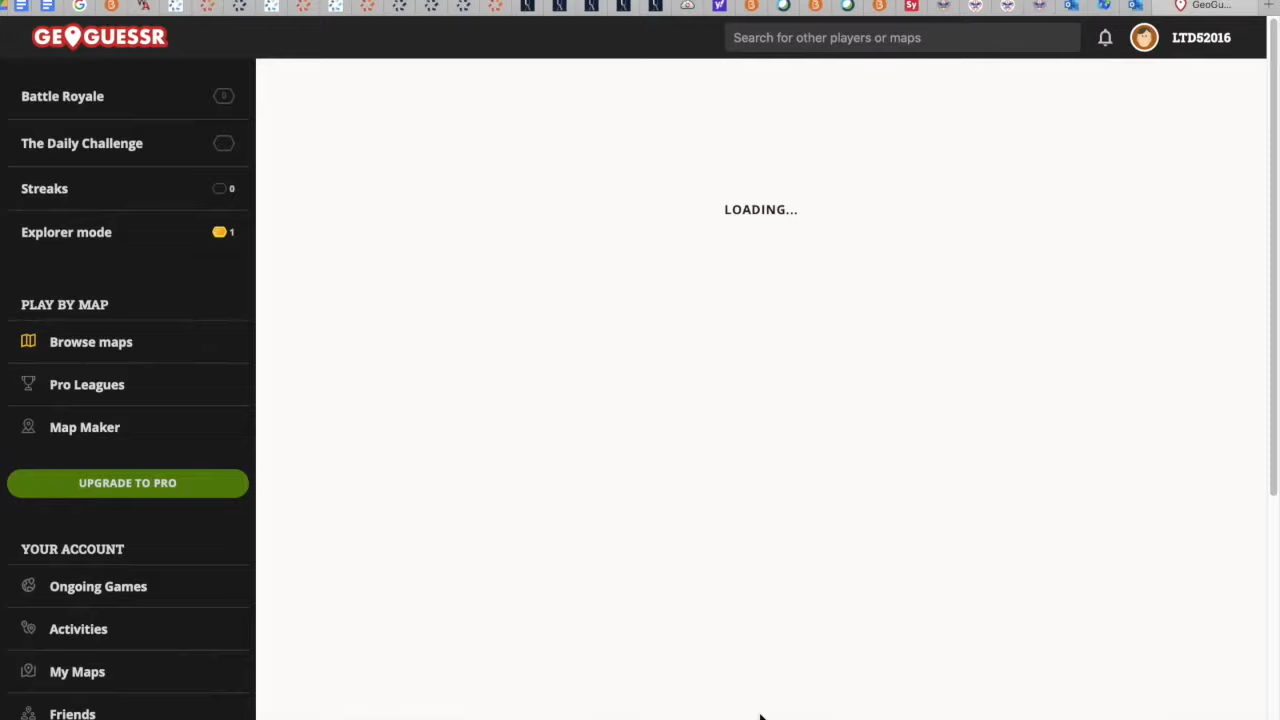 GeoGu...
GEOGUESSR
Search for other players or maps
LTD52016
Battle Royale
0
The Daily Challenge
Streaks
0
Explorer mode
1
LOADING...
PLAY BY MAP
Browse maps
Pro Leagues
Map Maker
UPGRADE TO PRO
YOUR ACCOUNT
Ongoing Games
Activities
My Maps
Friends